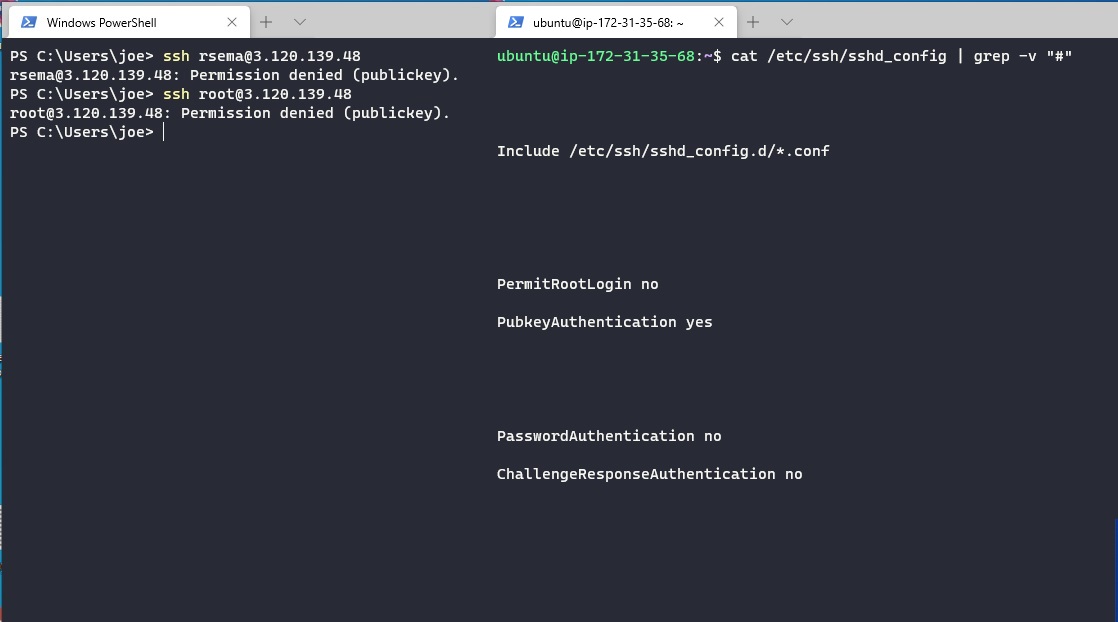 Windows PowerShell
PS C:\Users\joe> ssh rsema@3.120.139.48
rsema@3.120.139.48: Permission denied (publickey).
PS C:\Users\joe> ssh root@3.120.139.48
root@3.120.139.48: Permission denied (publickey).
PS C:\Users\joe>
ubuntu@ip-172-31-35-68: ~
ubuntu@ip-172-31-35-68:~$ cat /etc/ssh/sshd_config | grep -v "#"
Include /etc/ssh/sshd_config.d/*.conf
PermitRootLogin no
PubkeyAuthentication yes
PasswordAuthentication no
ChallengeResponseAuthentication no